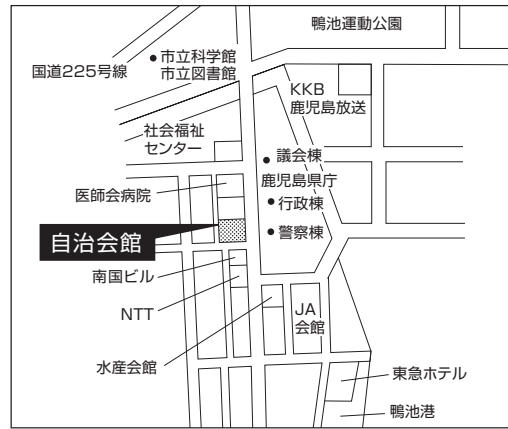 鴨池運動公園
市立科学館
市立図書館
国道225号線
KKB
鹿児島放送
社会福祉
センター
議会棟
鹿児島県庁
医師会病院
行政棟
自治会館
警察棟
南国ビル
NTT
JA
会館
水産会館
東急ホテル
鴨池港